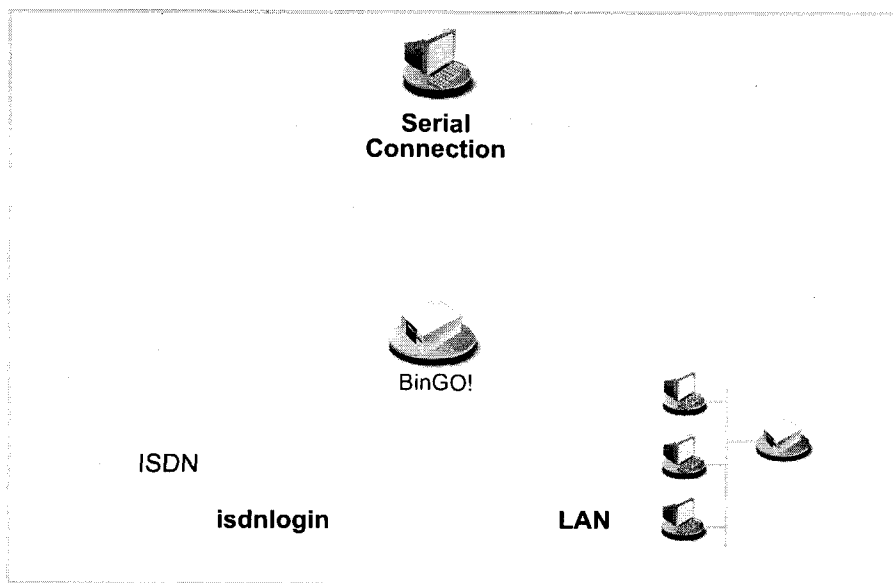 Serial
Connection
BinGO!
ISDN
isdnlogin
LAN